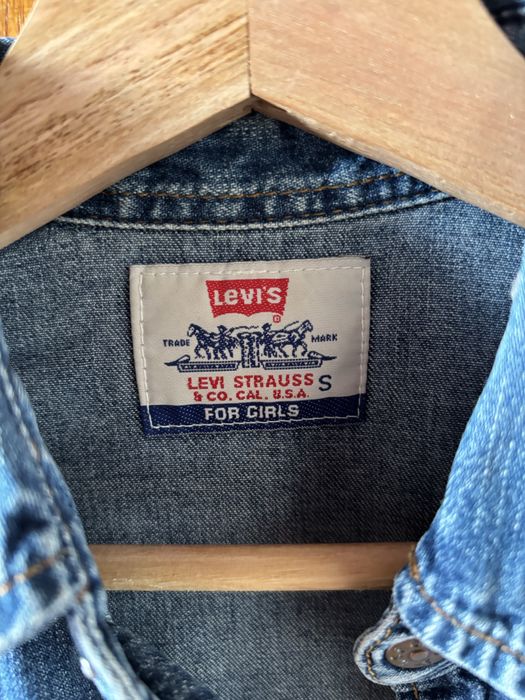 Levi's
®
TRADE MARK
LEVI STRAUSS S
& CO. CAL. U.S.A.
FOR GIRLS